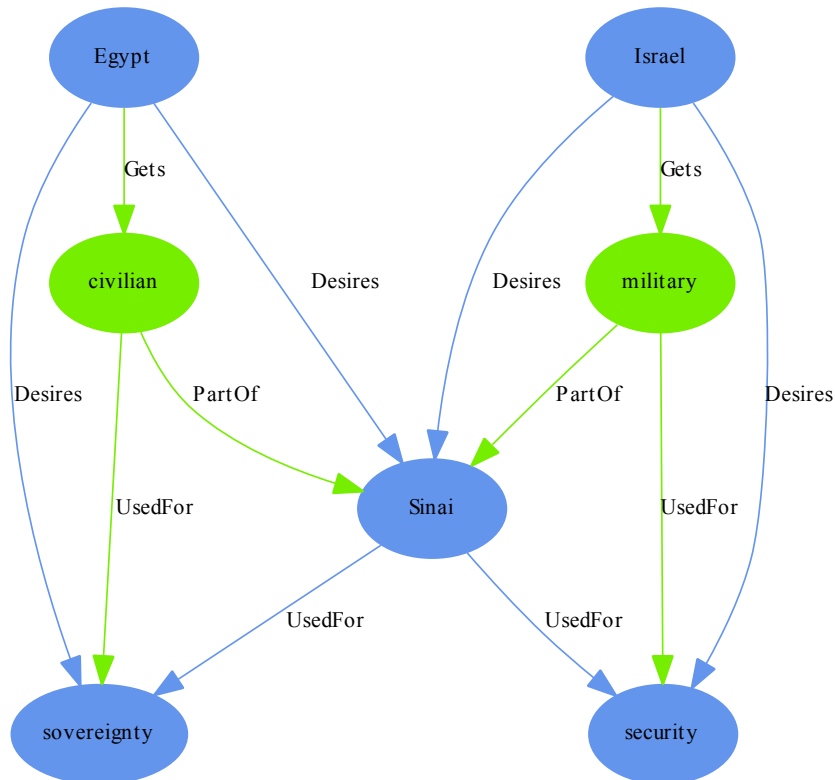 Egypt
Israel
Gets
Gets
civilian
Desires
Desires
military
Desires
PartOf
PartOf
Desires
UsedFor
Sinai
UsedFor
UsedFor
UsedFor
sovereignty
security